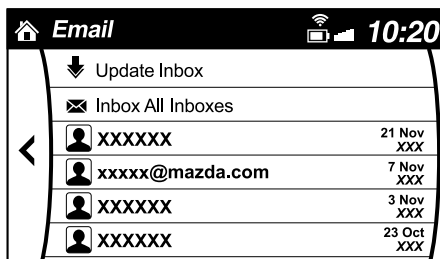 Email 10:20
Update Inbox
Inbox All Inboxes
XXXXXX 21 Nov
XXX
xxxxx@mazda.com 7 Nov
XXX
XXXXXX 3 Nov
XXX
XXXXXX 23 Oct
XXX